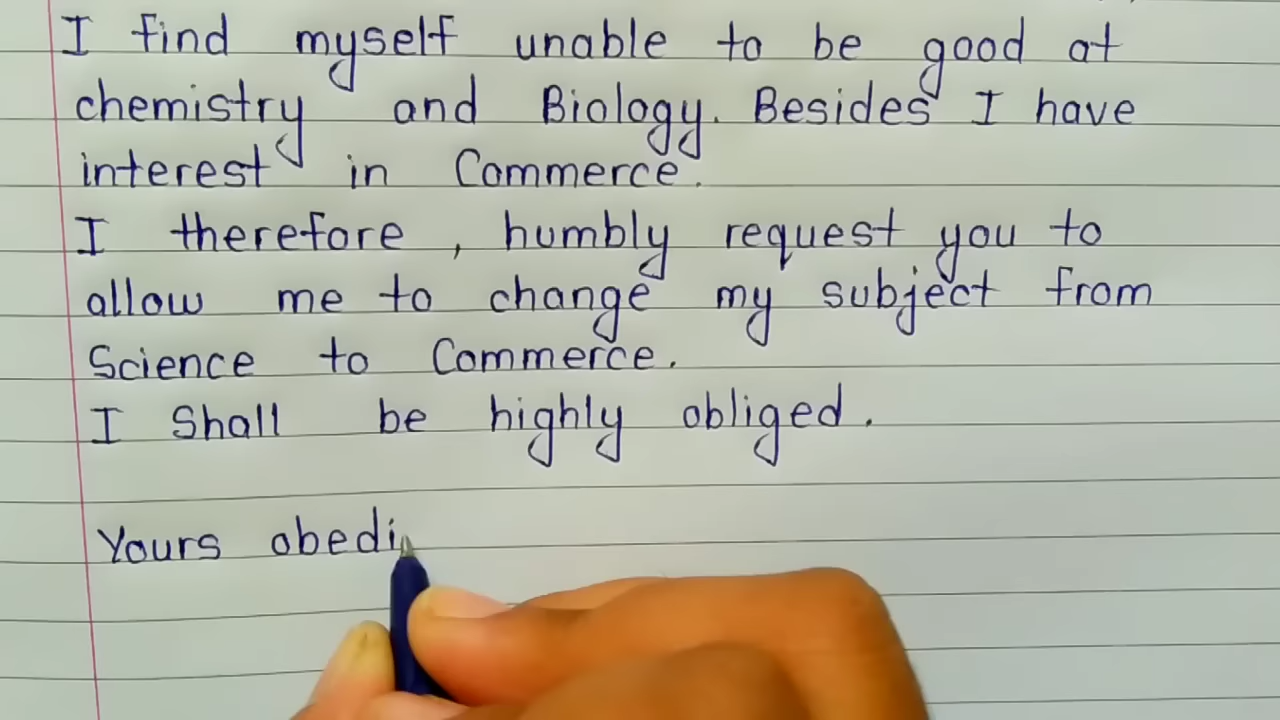 I find myself unable to be good at
chemistry and Biology. Besides I have
interest in Commerce.
I therefore, humbly request you to
allow me to change my subject from
Science to Commerce.
I Shall be highly obliged.
Yours obedi